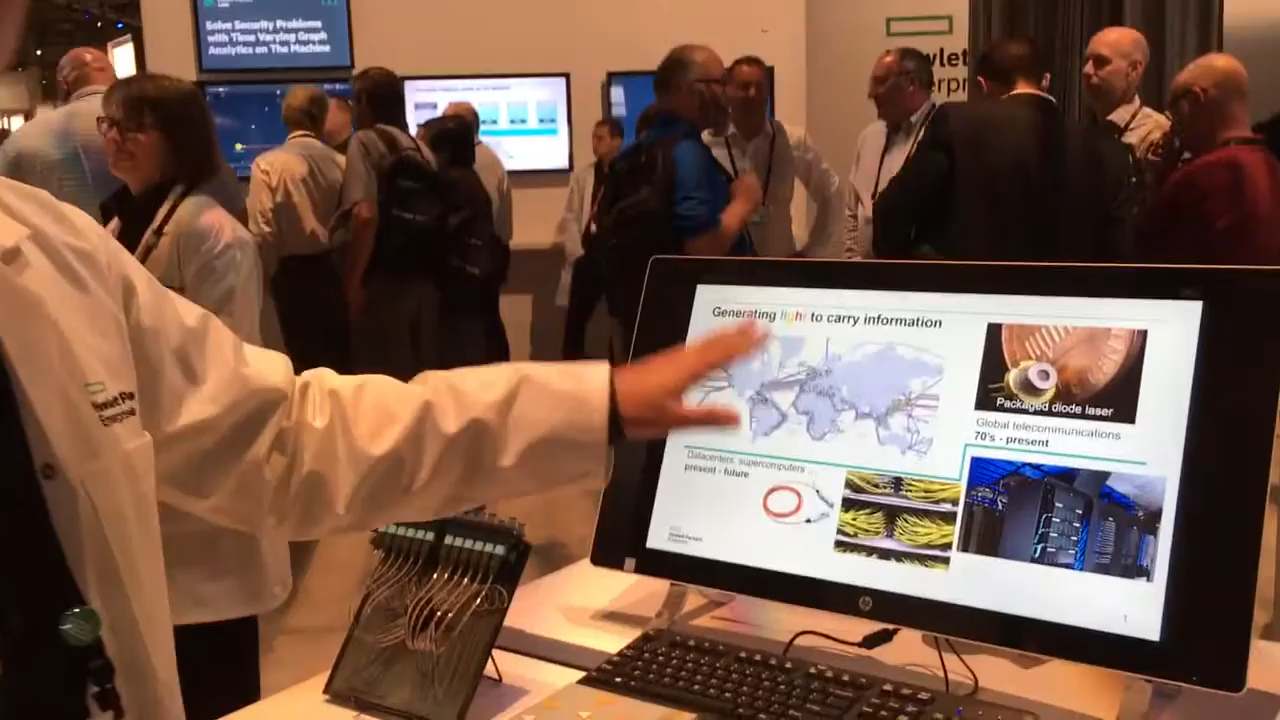 Solve Security Problems
with Time Varying Graph
Analytics on The Machine
Generating light to carry information
Packaged diode laser
Global telecommunications
70's - present
Datacenters, supercomputers
present - future
1